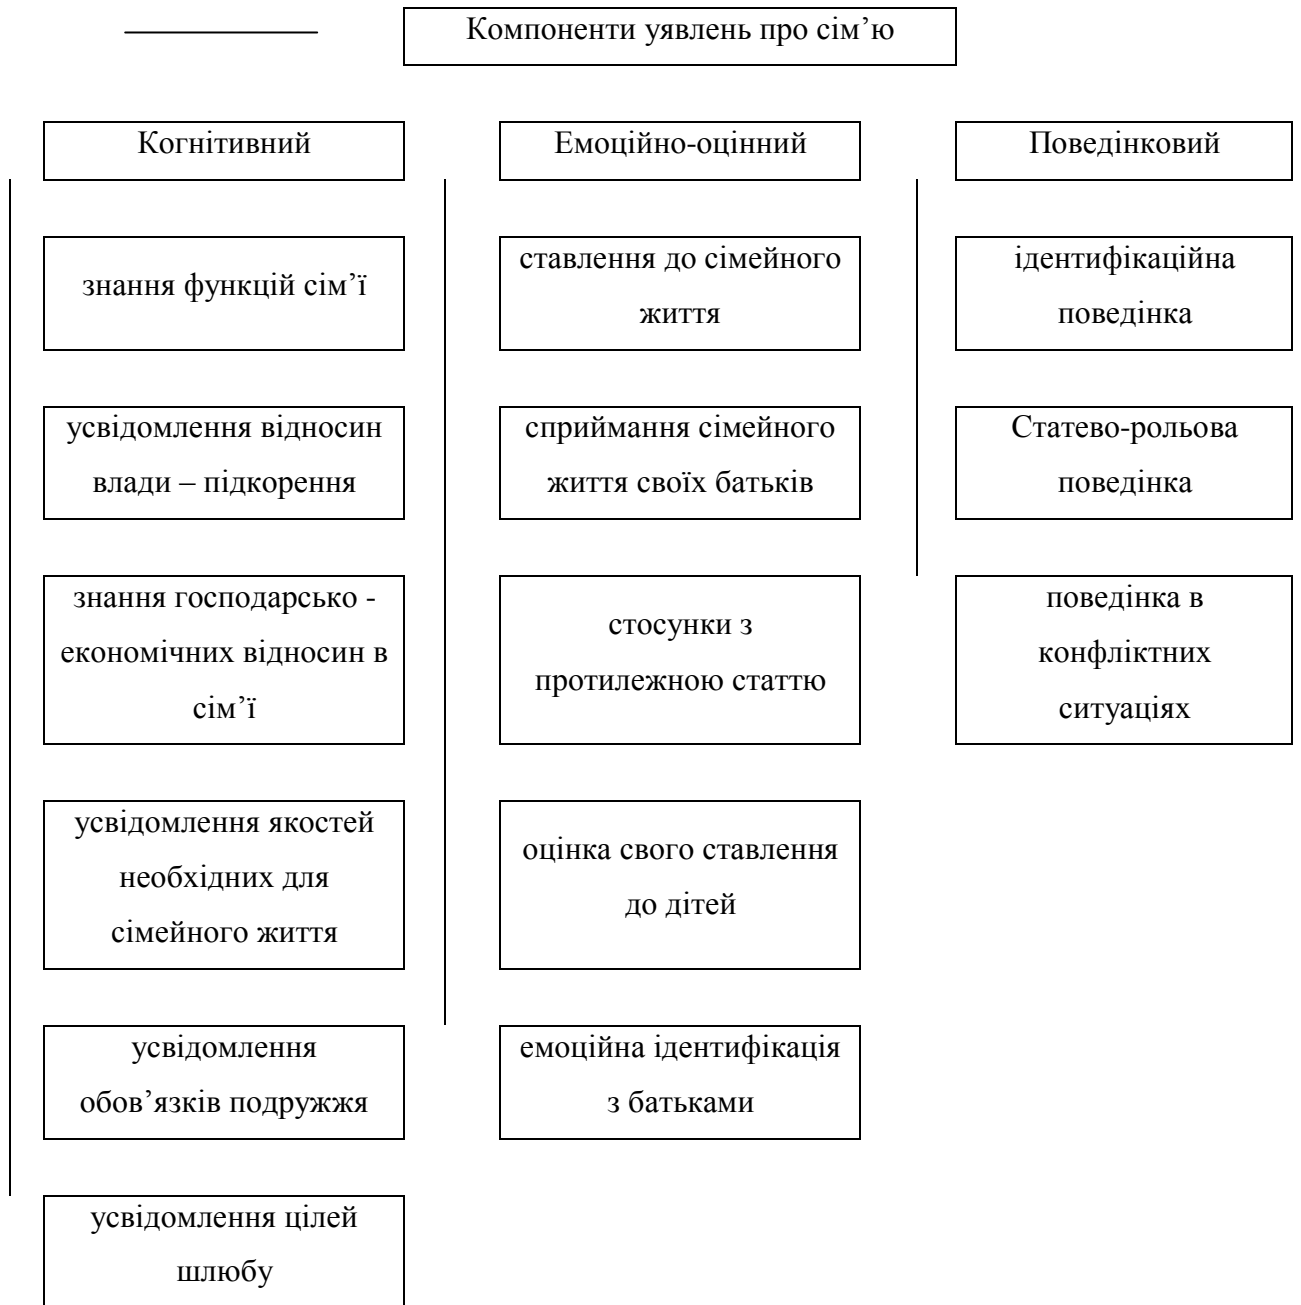 Компоненти уявлень про сім’ю
Когнітивний
Емоційно-оцінний
Поведінковий
знання функцій сім’ї
ставлення до сімейного
життя
ідентифікаційна
поведінка
усвідомлення відносин
влади – підкорення
сприймання сімейного
життя своїх батьків
Статево-рольова
поведінка
знання господарсько -
економічних відносин в
сім’ї
стосунки з
протилежною статтю
поведінка в
конфліктних
ситуаціях
усвідомлення якостей
необхідних для
сімейного життя
оцінка свого ставлення
до дітей
усвідомлення
обов’язків подружжя
емоційна ідентифікація
з батьками
усвідомлення цілей
шлюбу